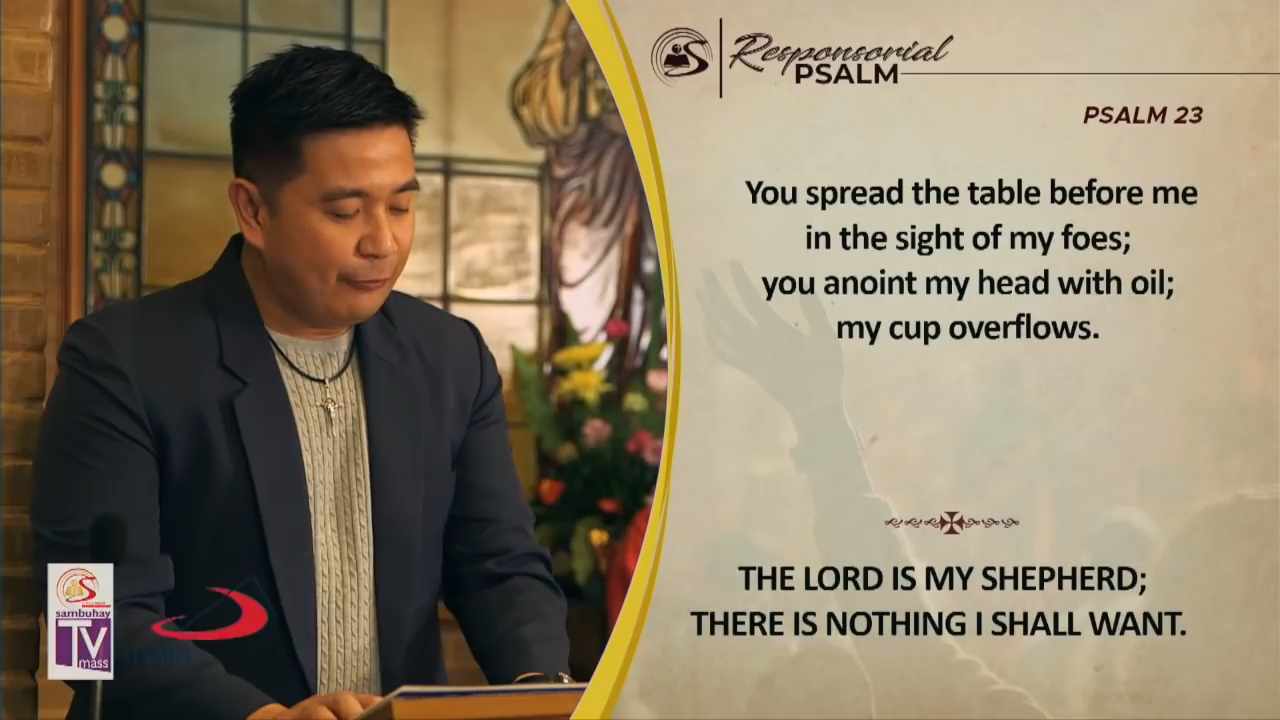 Responsorial
PSALM
PSALM 23
You spread the table before me
in the sight of my foes;
you anoint my head with oil;
my cup overflows.
THE LORD IS MY SHEPHERD;
THERE IS NOTHING I SHALL WANT.
sambuhay
TV
mass